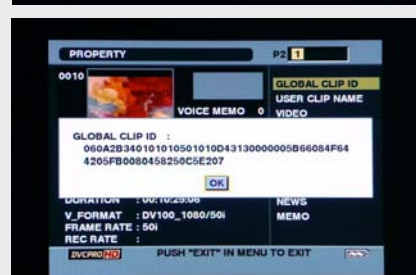 PROPERTY
P2 1
0010
GLOBAL CLIP ID
USER CLIP NAME
VOICE MEMO 0
VIDEO
GLOBAL CLIP ID :
060A2B340101010501010D43130000005B66084F64
4205FB0080458250C5E207
OK
DURATION : 00:10:25:06
NEWS
V_FORMAT : DV100_1080/50i
MEMO
FRAME RATE : 50i
REC RATE :
DVCPRO HD
PUSH "EXIT" IN MENU TO EXIT